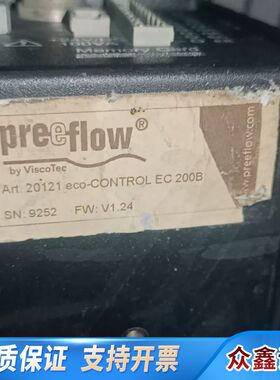 Memory Card
preeflow®
by ViscoTec
Art: 20121 eco-CONTROL EC 200B
SN: 9252 FW: V1.24
www.preeflow
质保证 支持开票
众鑫